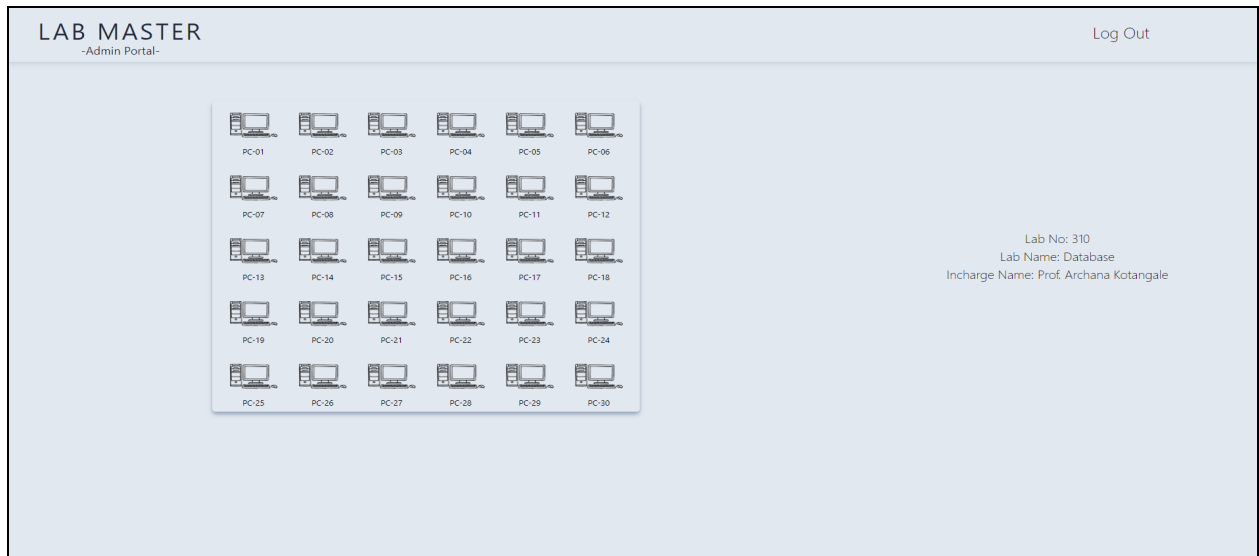 LAB MASTER
-Admin Portal-
Log Out
PC-01 PC-02 PC-03 PC-04 PC-05 PC-06
PC-07 PC-08 PC-09 PC-10 PC-11 PC-12
PC-13 PC-14 PC-15 PC-16 PC-17 PC-18
PC-19 PC-20 PC-21 PC-22 PC-23 PC-24
PC-25 PC-26 PC-27 PC-28 PC-29 PC-30
Lab No: 310
Lab Name: Database
Incharge Name: Prof. Archana Kotangale